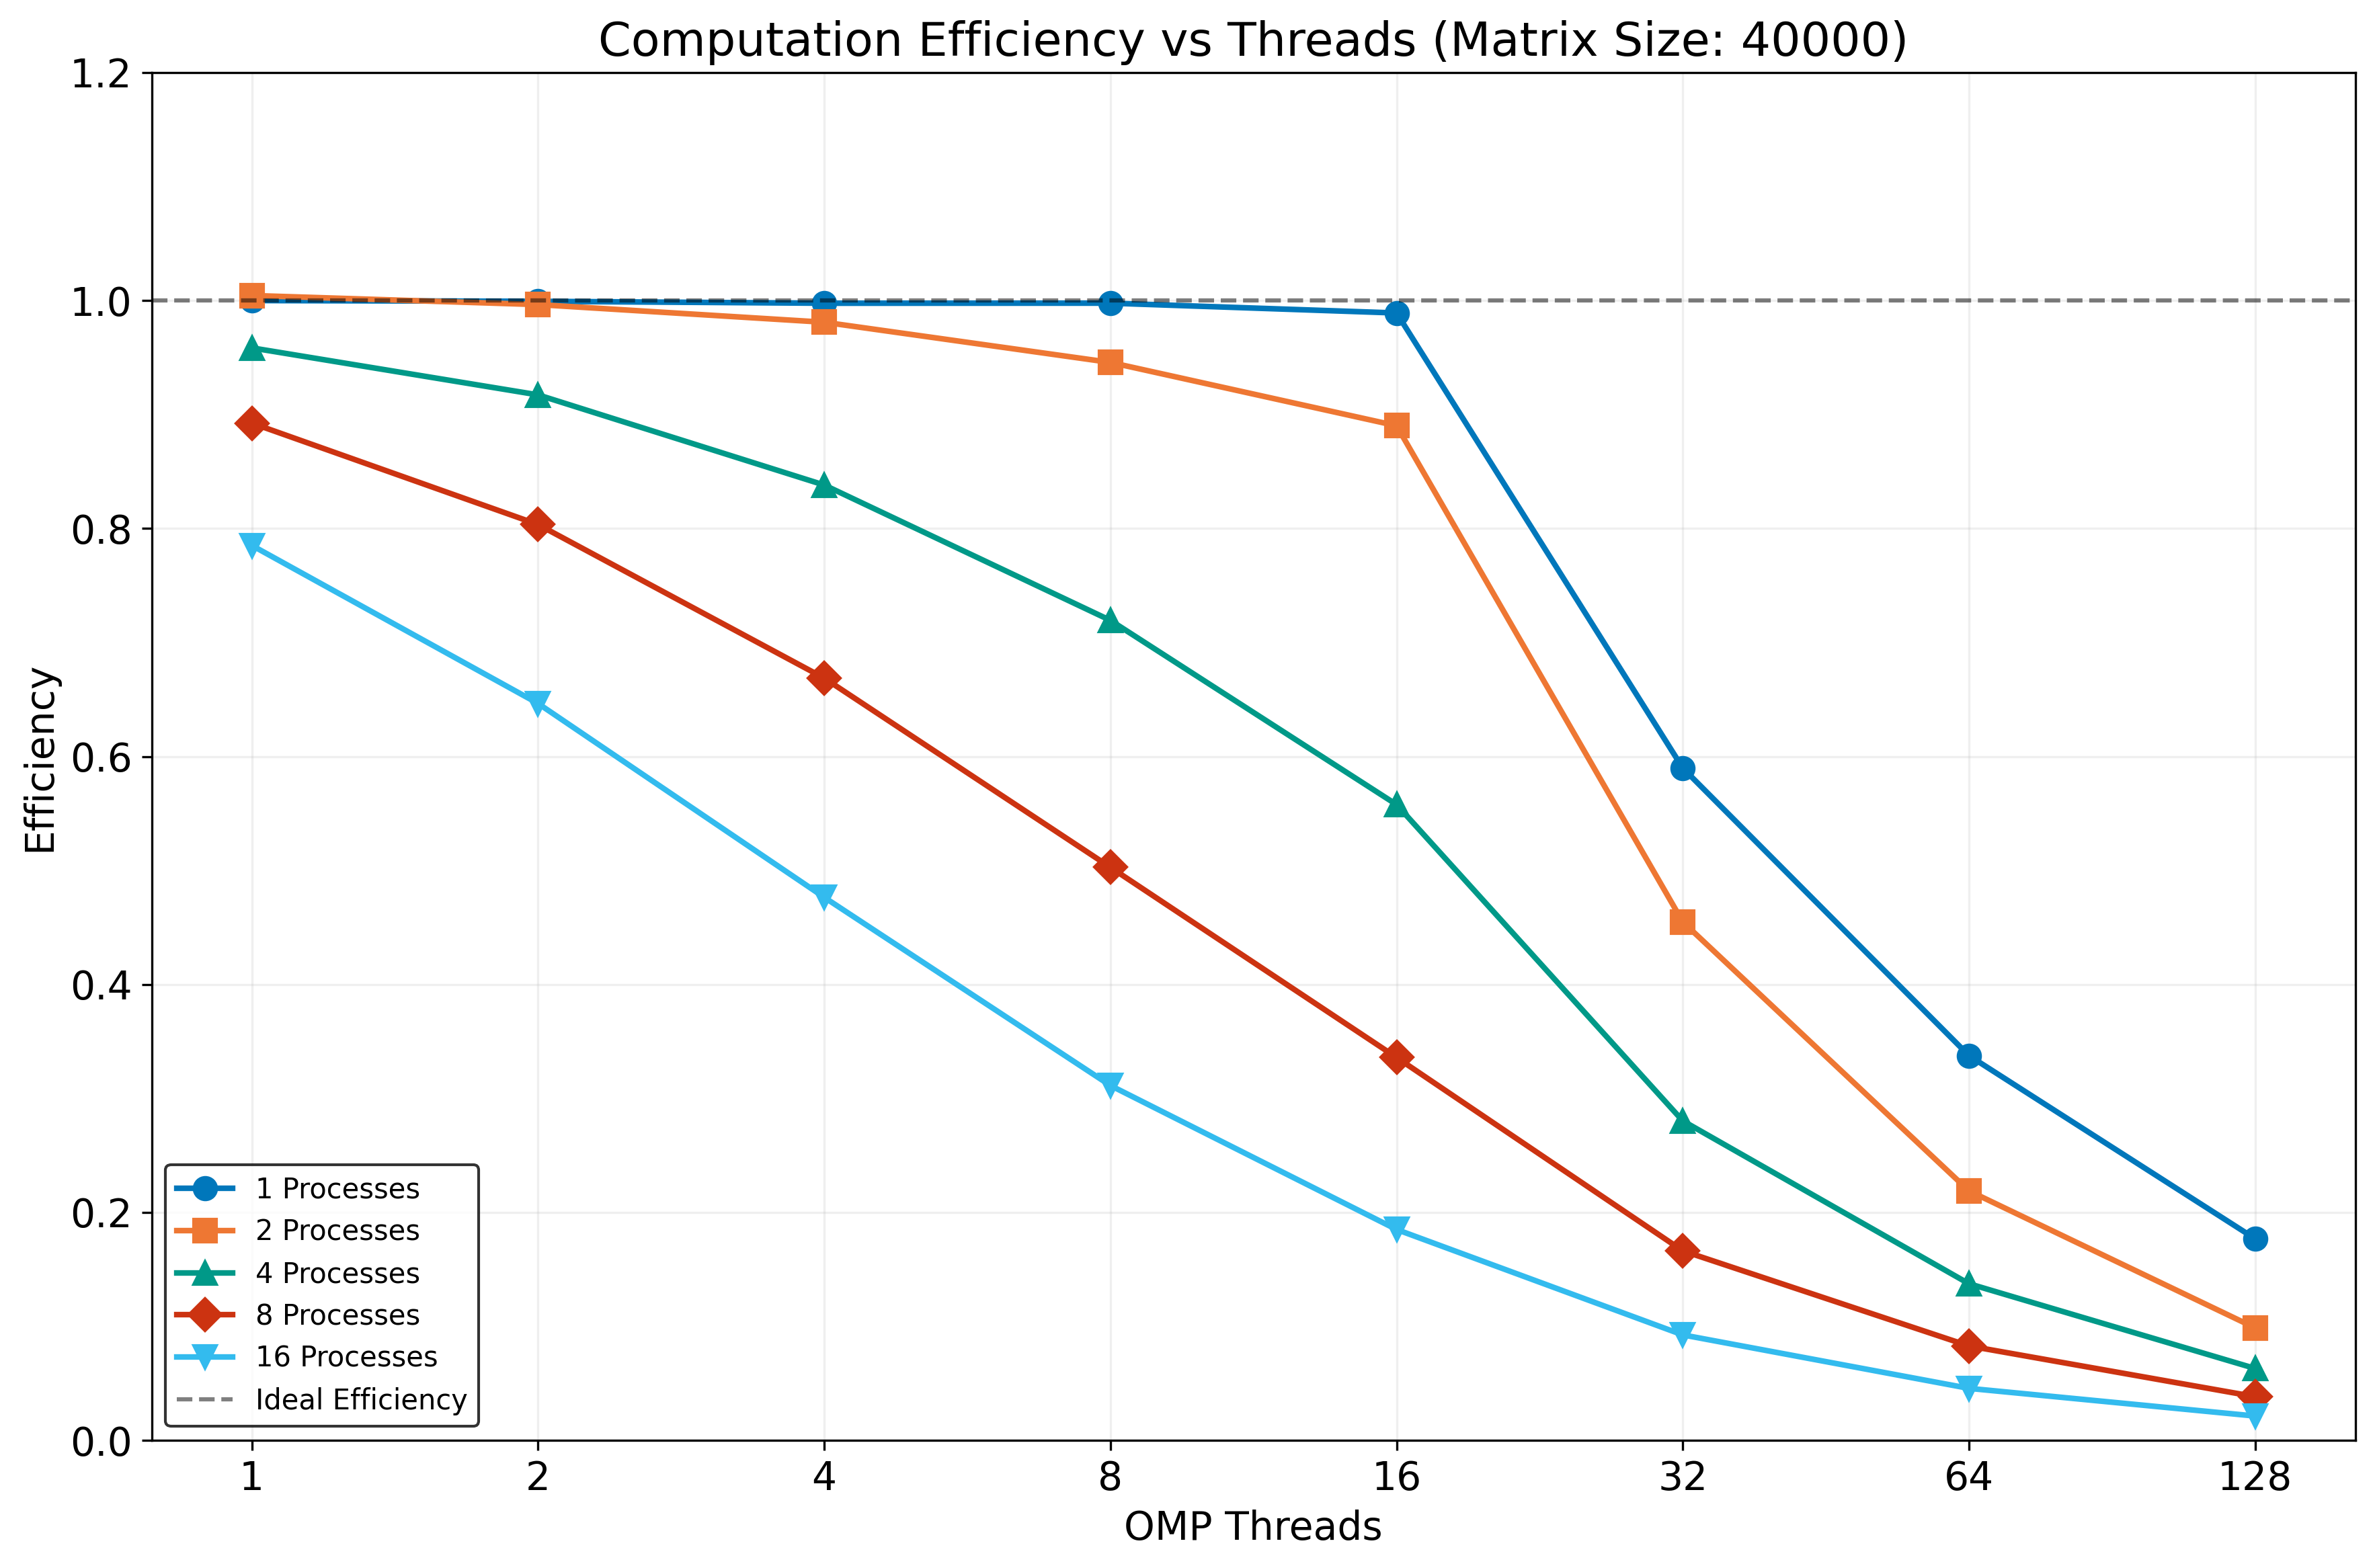 Computation Efficiency vs Threads (Matrix Size: 40000)
Efficiency
1.2
1.0
0.8
0.6
0.4
0.2
0.0
1 Processes
2 Processes
4 Processes
8 Processes
16 Processes
Ideal Efficiency
1 2 4 8 16 32 64 128
OMP Threads